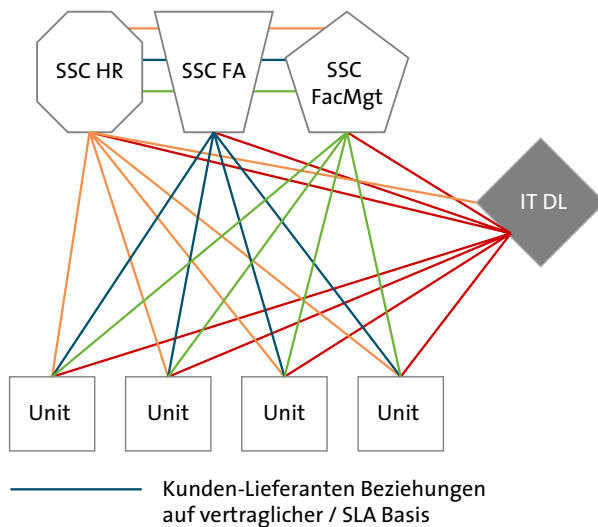 SSC HR
SSC FA
SSC
FacMgt
IT DL
Unit
Unit
Unit
Unit
Kunden-Lieferanten Beziehungen
auf vertraglicher / SLA Basis